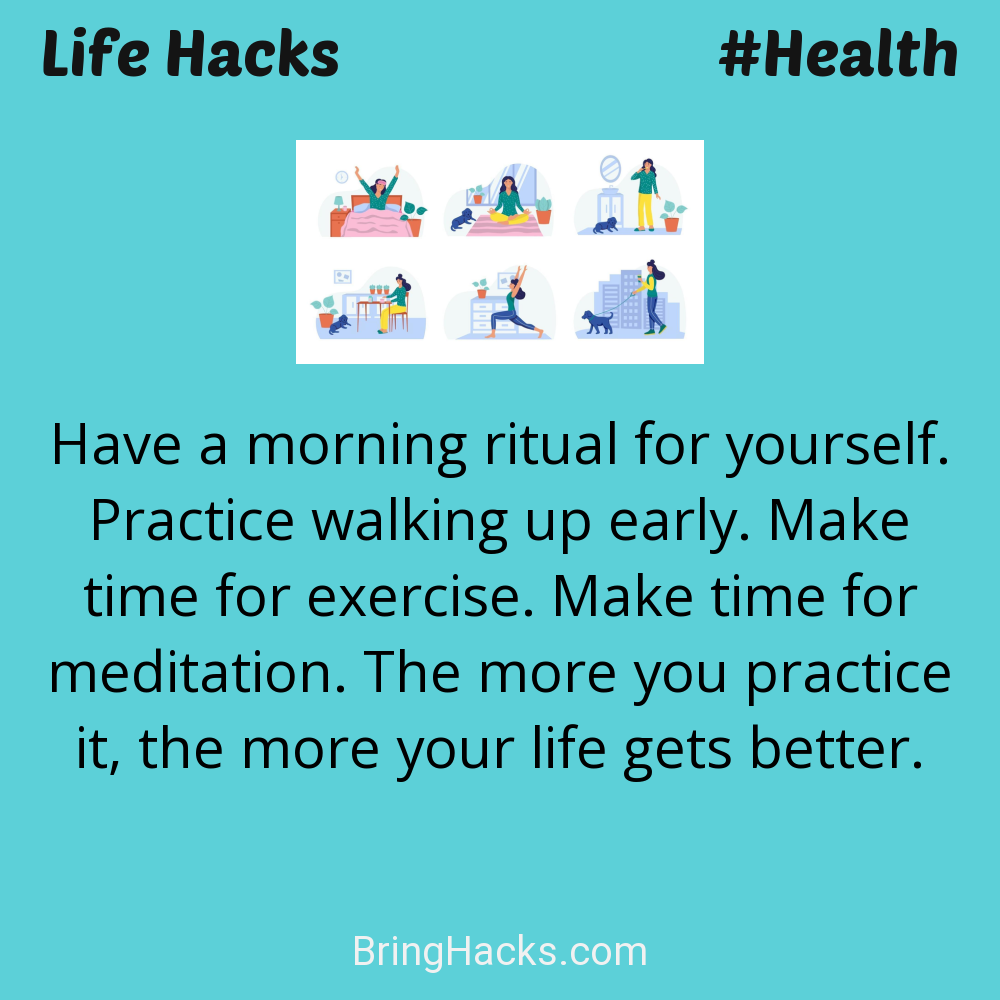 Life Hacks
#Health
Have a morning ritual for yourself.
Practice walking up early. Make
time for exercise. Make time for
meditation. The more you practice
it, the more your life gets better.
BringHacks.com